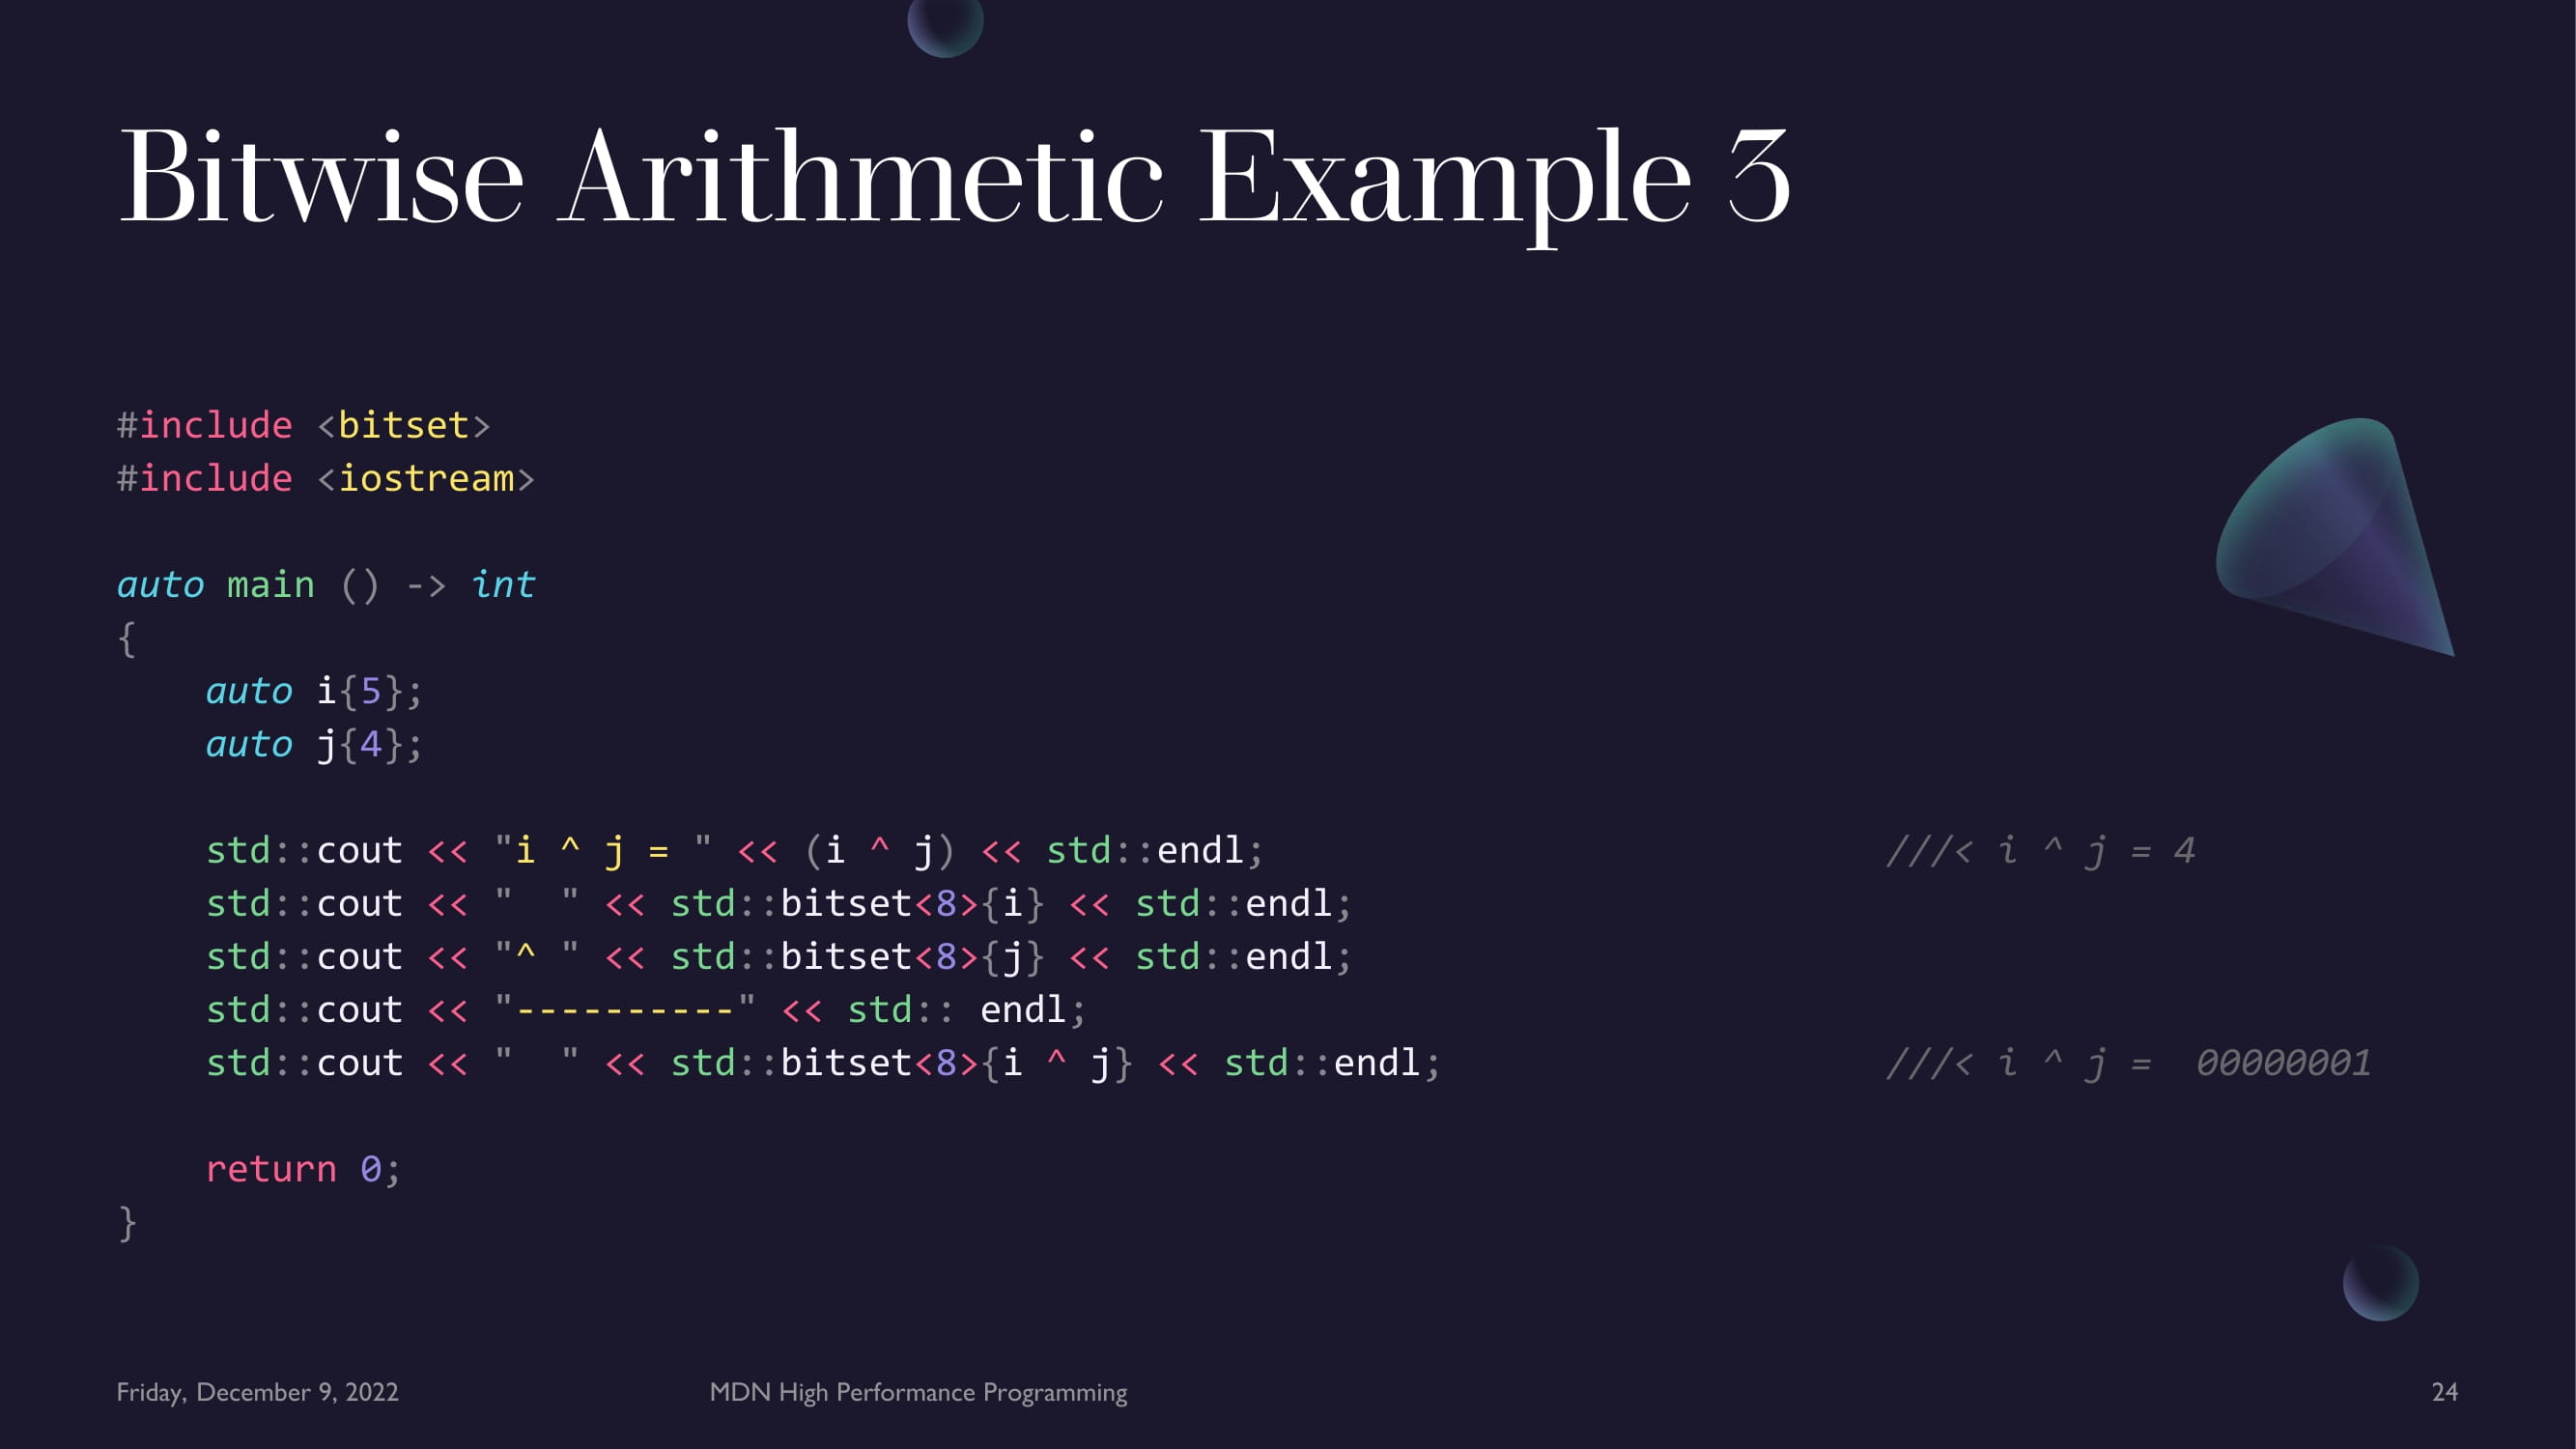 Bitwise Arithmetic Example 3
#include <bitset>
#include <iostream>
auto main () -> int
{
    auto i{5};
    auto j{4};
    std::cout << "i ^ j = " << (i ^ j) << std::endl; ///< i ^ j = 4
    std::cout << "  " << std::bitset<8>{i} << std::endl;
    std::cout << "^ " << std::bitset<8>{j} << std::endl;
    std::cout << "----------" << std:: endl;
    std::cout << "  " << std::bitset<8>{i ^ j} << std::endl; ///< i ^ j =  00000001
    return 0;
}
Friday, December 9, 2022 MDN High Performance Programming 24